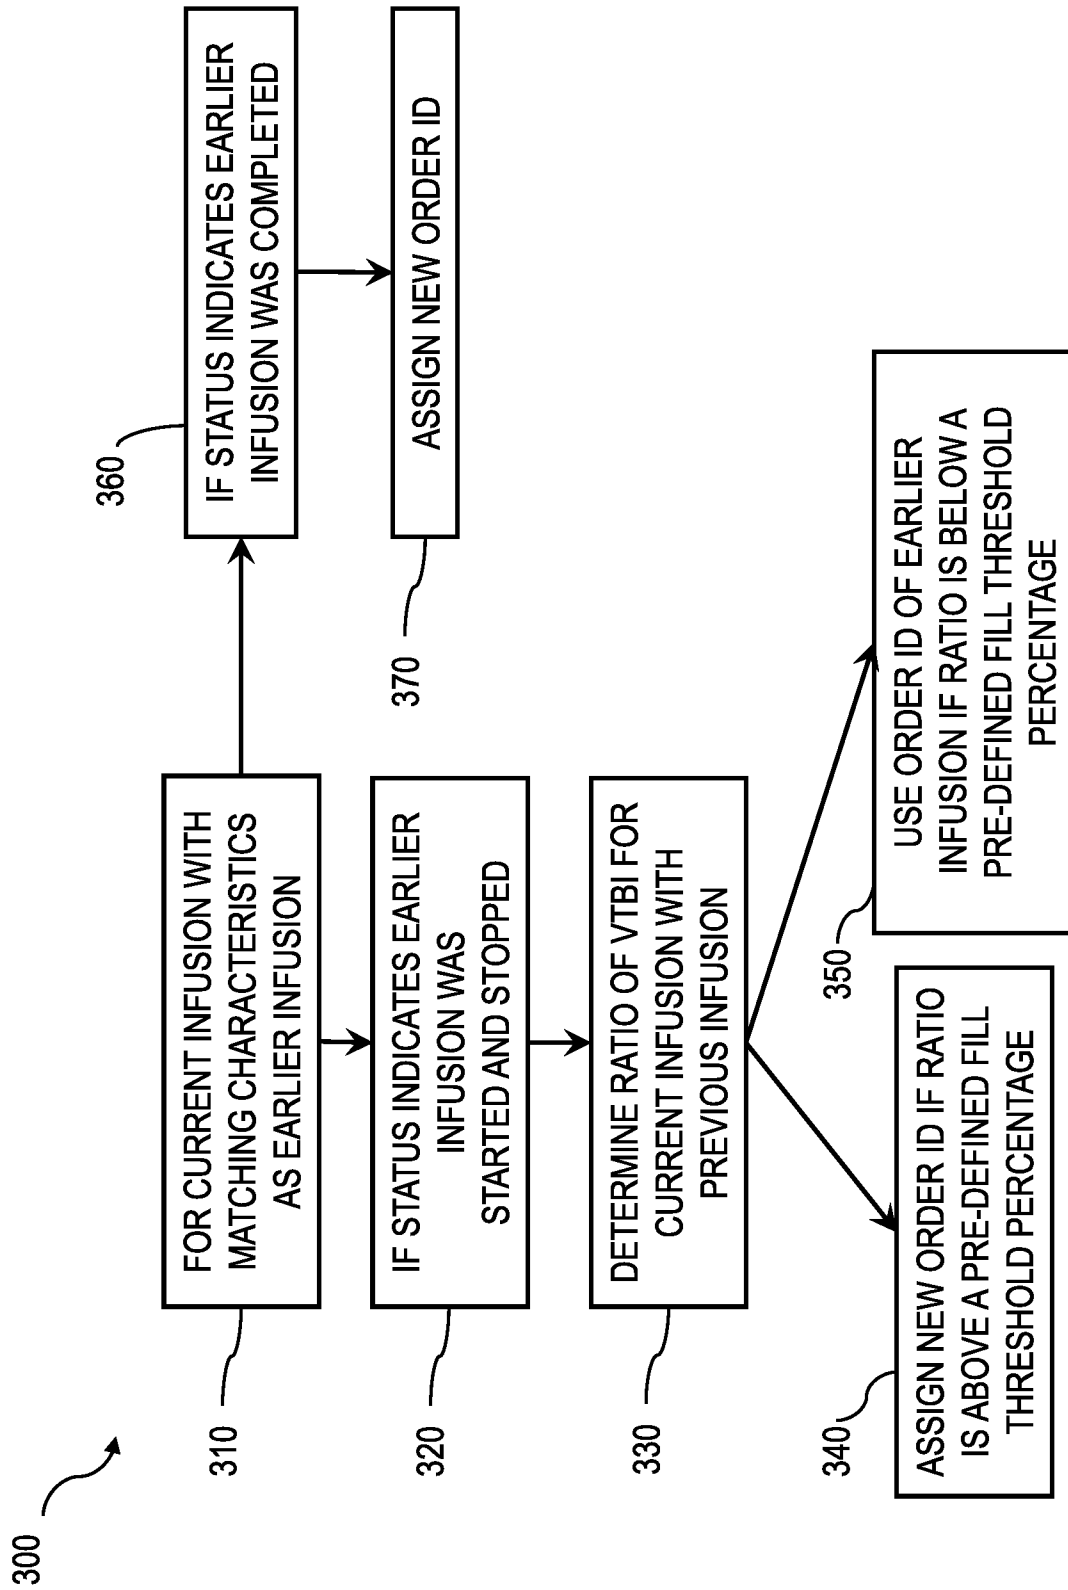 300
310
FOR CURRENT INFUSION WITH
MATCHING CHARACTERISTICS
AS EARLIER INFUSION
320
IF STATUS INDICATES EARLIER
INFUSION WAS
STARTED AND STOPPED
330
DETERMINE RATIO OF VTBI FOR
CURRENT INFUSION WITH
PREVIOUS INFUSION
340
ASSIGN NEW ORDER ID IF RATIO
IS ABOVE A PRE-DEFINED FILL
THRESHOLD PERCENTAGE
350
USE ORDER ID OF EARLIER
INFUSION IF RATIO IS BELOW A
PRE-DEFINED FILL THRESHOLD
PERCENTAGE
360
IF STATUS INDICATES EARLIER
INFUSION WAS COMPLETED
370
ASSIGN NEW ORDER ID